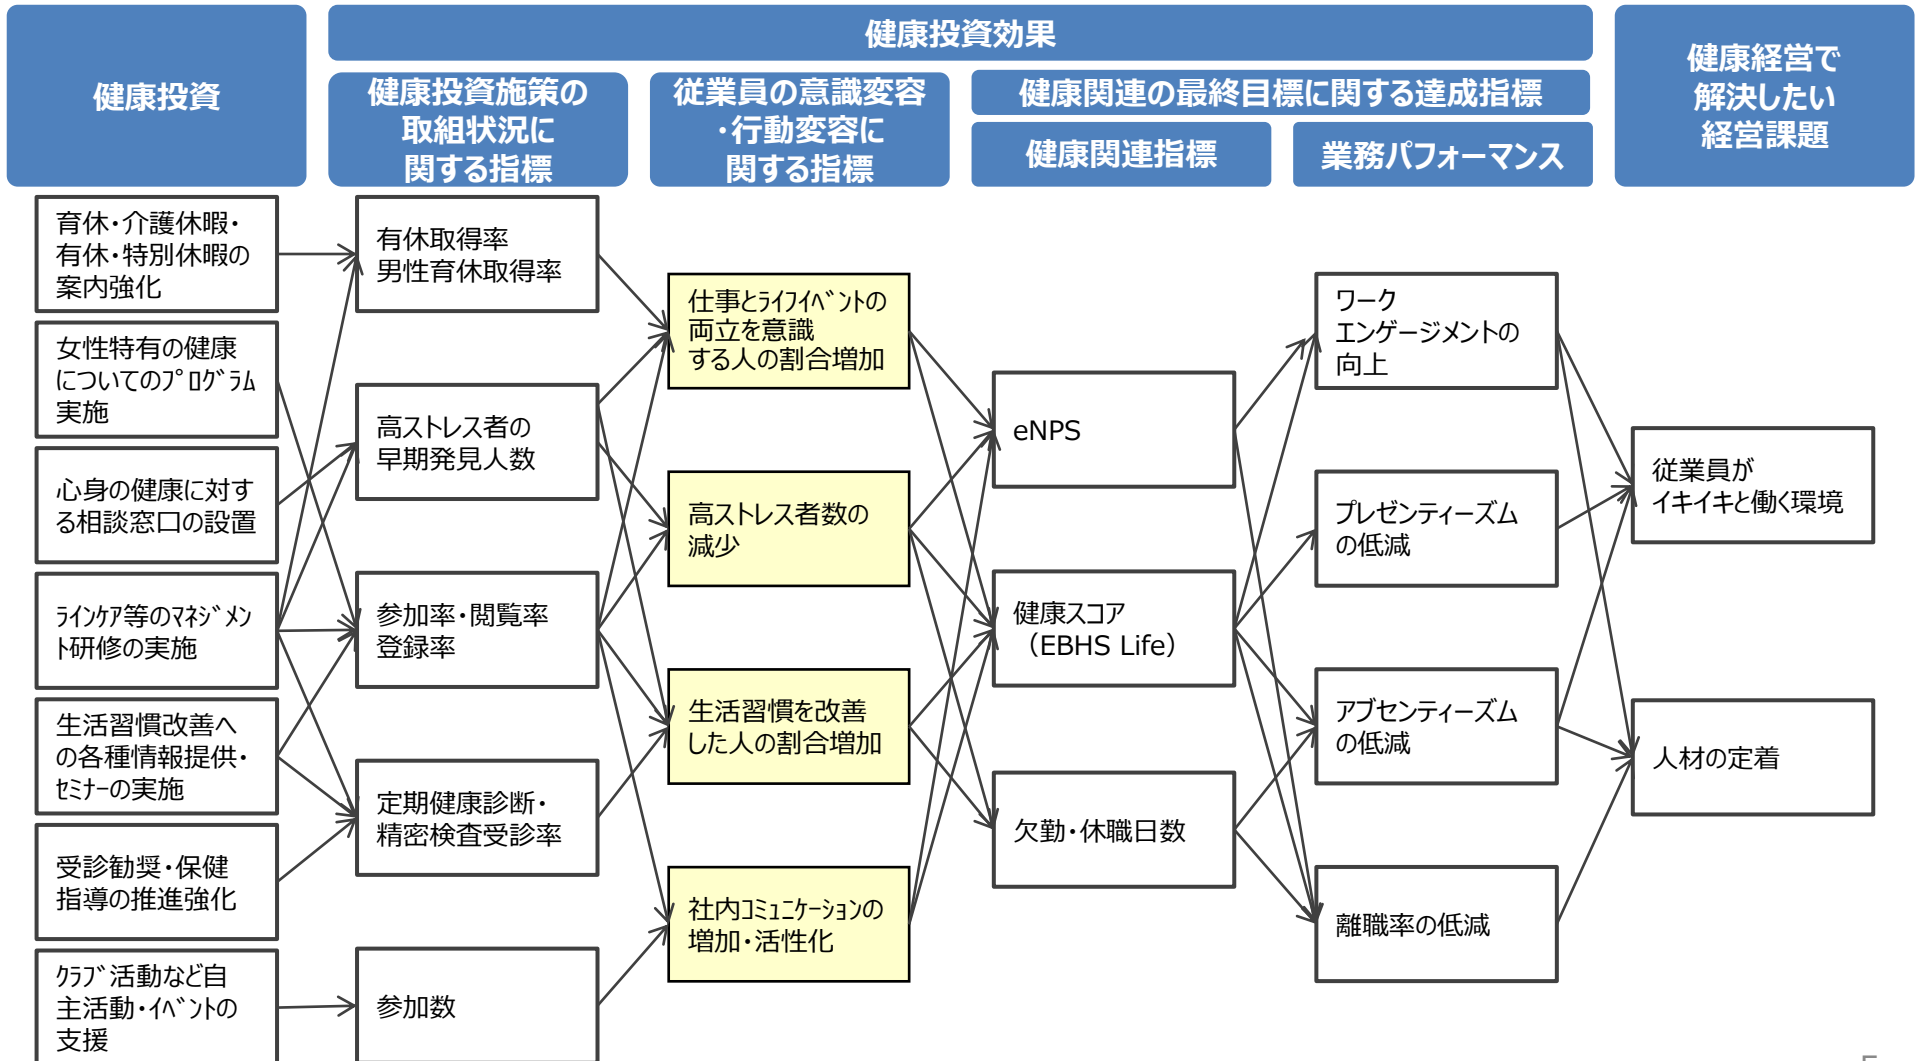 健康投資
健康投資効果
健康経営で
解決したい
経営課題
健康投資施策の
取組状況に
関する指標
従業員の意識変容
・行動変容に
関する指標
健康関連の最終目標に関する達成指標
健康関連指標
業務パフォーマンス
育休・介護休暇・
有休・特別休暇の
案内強化
女性特有の健康
についてのﾌﾟﾛｸﾞﾗﾑ
実施
心身の健康に対す
る相談窓口の設置
ﾗｲﾝｹｱ等のﾏﾈｼﾞﾒﾝ
ﾄ研修の実施
生活習慣改善へ
の各種情報提供・
ｾﾐﾅｰの実施
受診勧奨・保健
指導の推進強化
ｸﾗﾌﾞ活動など自
主活動・ｲﾍﾞﾝﾄの
支援
有休取得率
男性育休取得率
高ストレス者の
早期発見人数
参加率・閲覧率
登録率
定期健康診断・
精密検査受診率
参加数
仕事とﾗｲﾌｲﾍﾞﾝﾄの
両立を意識
する人の割合増加
高ストレス者数の
減少
生活習慣を改善
した人の割合増加
社内ｺﾐｭﾆｹｰｼｮﾝの
増加・活性化
eNPS
健康スコア
（EBHS Life）
欠勤・休職日数
ワーク
エンゲージメントの
向上
プレゼンティーズム
の低減
アブセンティーズム
の低減
離職率の低減
従業員が
イキイキと働く環境
人材の定着